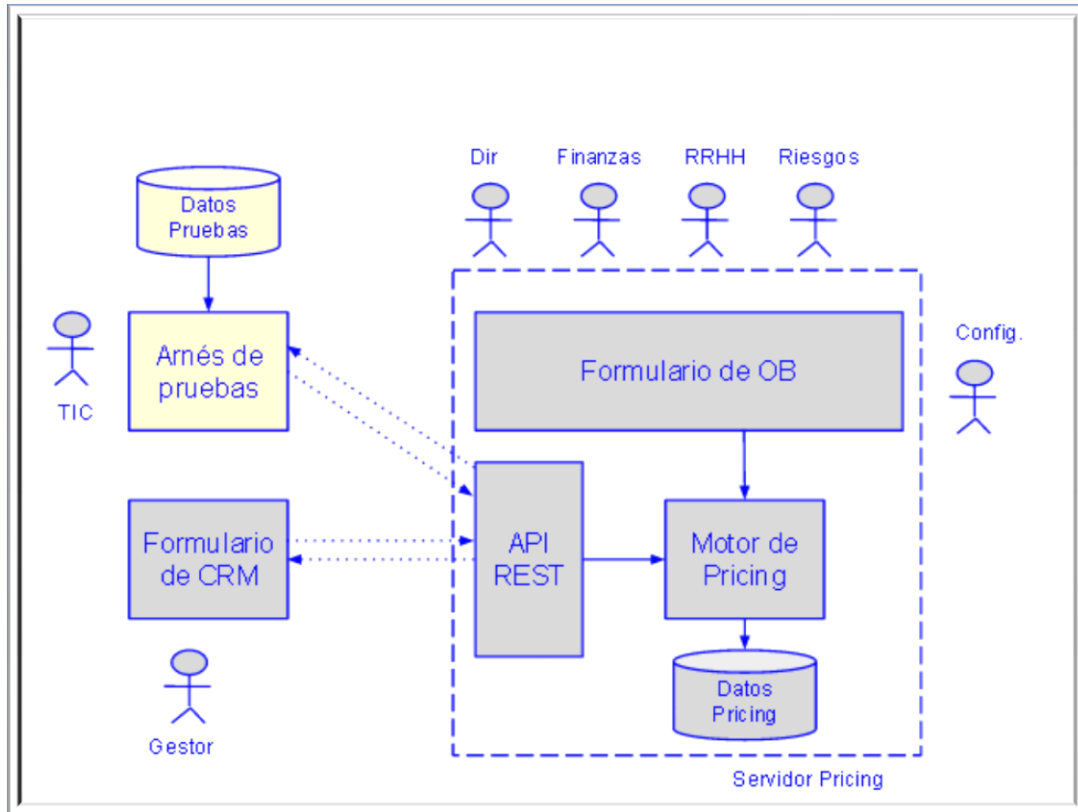 Dir
Finanzas
RRHH
Riesgos
Datos
Pruebas
Arnés de
pruebas
TIC
Formulario de OB
Config.
Formulario
de CRM
API
REST
Motor de
Pricing
Datos
Pricing
Gestor
Servidor Pricing